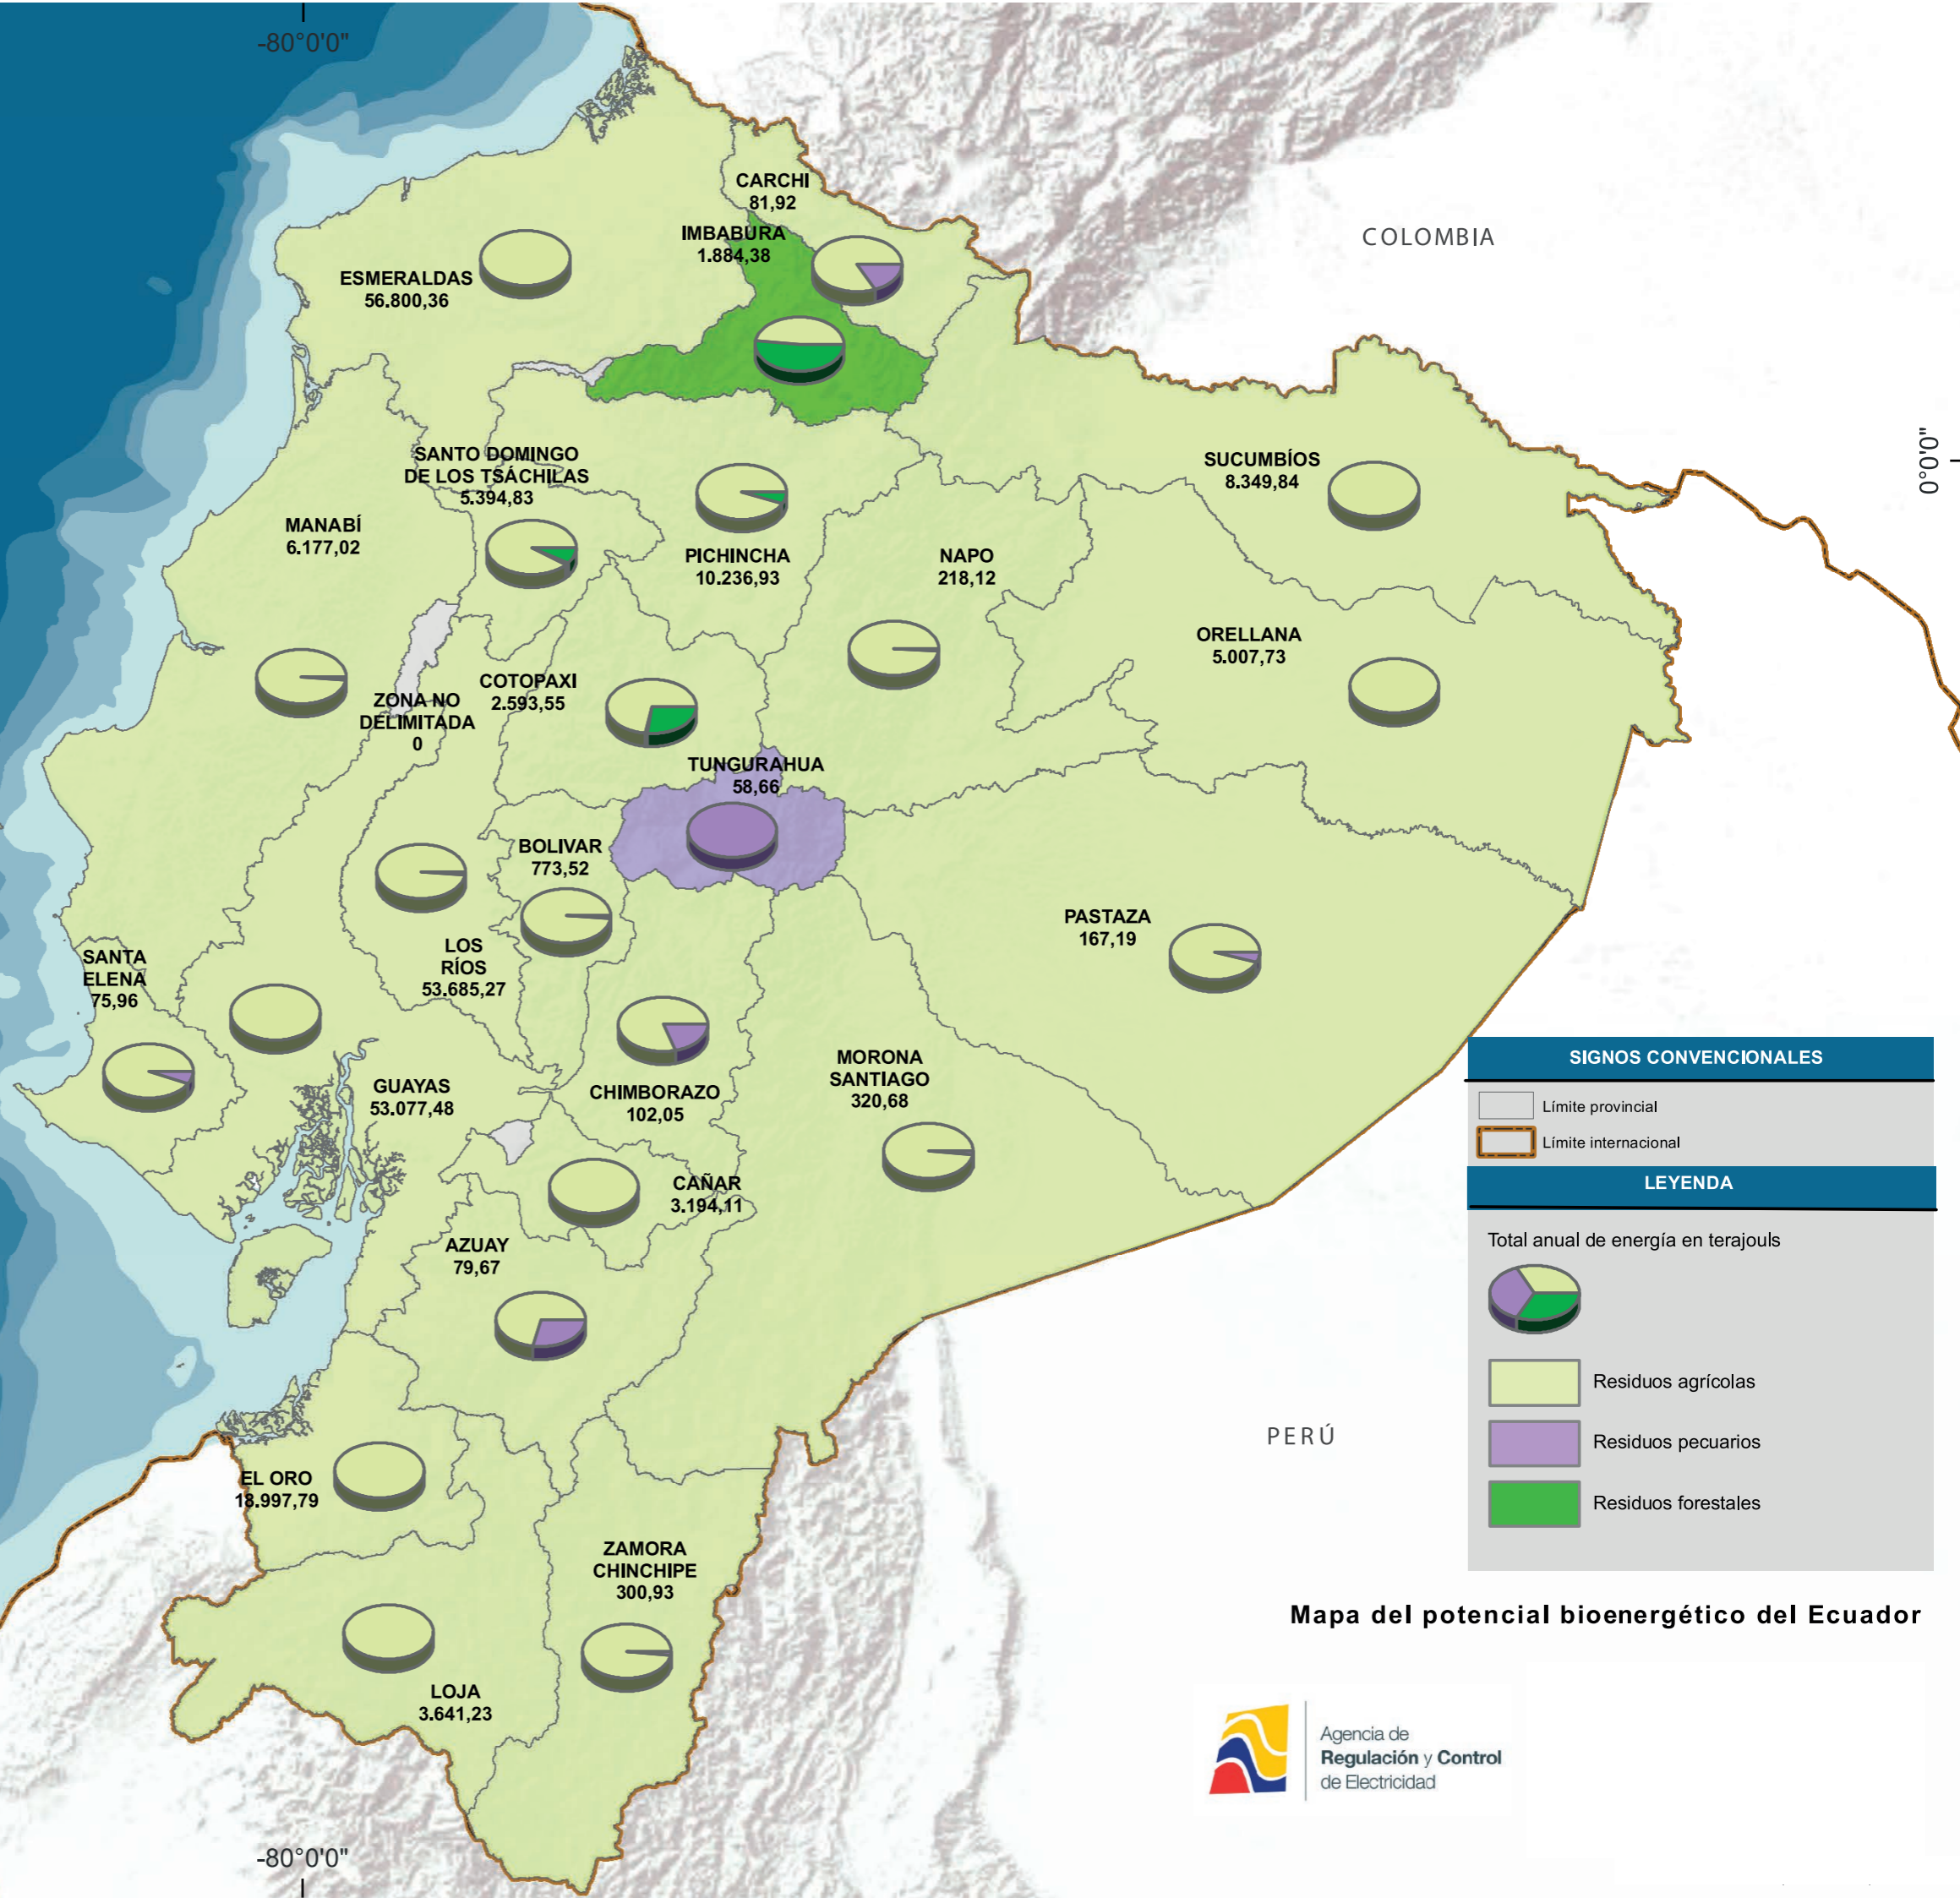 -80°0'0"
CARCHI
81,92
IMBABURA
1.884,38
COLOMBIA
ESMERALDAS
56.800,36
0°0'0"
SANTO DOMINGO
DE LOS TSÁCHILAS
5.394,83
SUCUMBÍOS
8.349,84
MANABÍ
6.177,02
PICHINCHA
10.236,93
NAPO
218,12
ORELLANA
5.007,73
COTOPAXI
2.593,55
ZONA NO
DELIMITADA
0
TUNGURAHUA
58,66
BOLIVAR
773,52
PASTAZA
167,19
LOS
RÍOS
53.685,27
SANTA
ELENA
75,96
GUAYAS
53.077,48
CHIMBORAZO
102,05
MORONA
SANTIAGO
320,68
CAÑAR
3.194,11
AZUAY
79,67
EL ORO
18.997,79
ZAMORA
CHINCHIPE
300,93
LOJA
3.641,23
PERÚ
-80°0'0"
SIGNOS CONVENCIONALES
Límite provincial
Límite internacional
LEYENDA
Total anual de energía en terajouls
Residuos agrícolas
Residuos pecuarios
Residuos forestales
Mapa del potencial bioenergético del Ecuador
Agencia de
Regulación y Control
de Electricidad